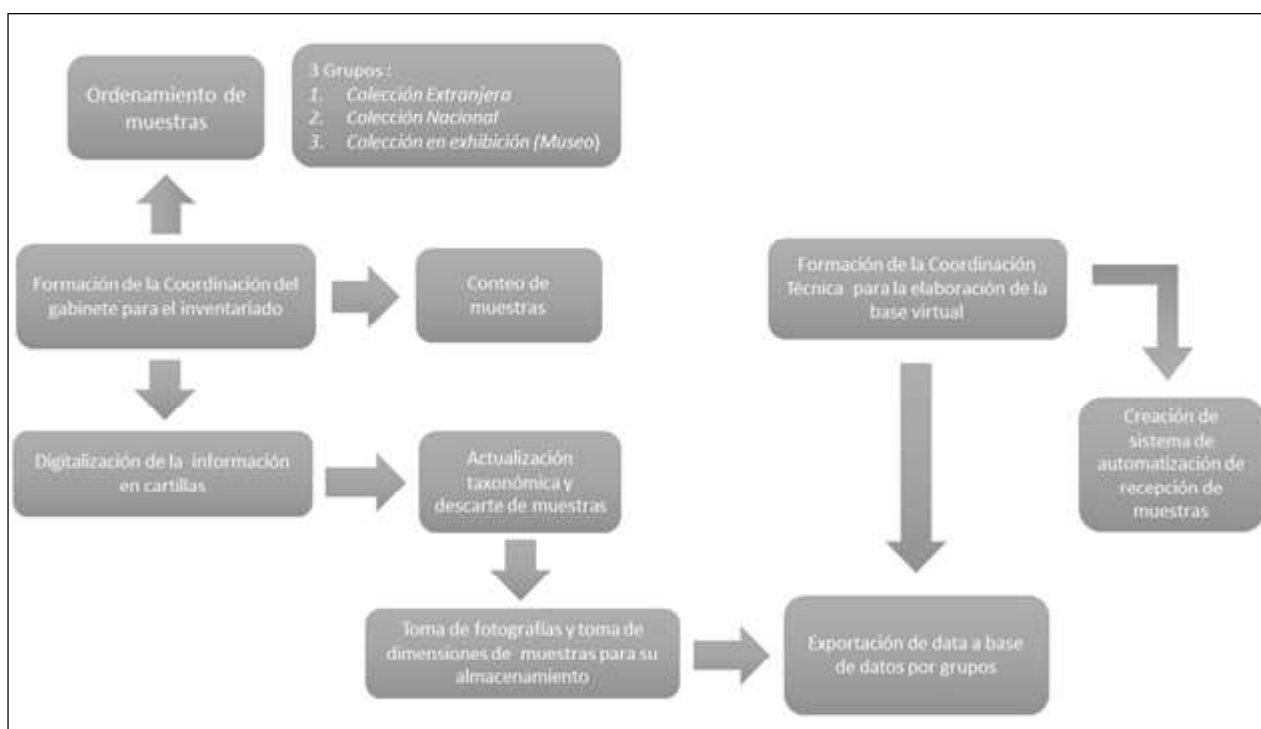 Ordenamiento de
muestras
3 Grupos :
1. Colección Extranjera
2. Colección Nacional
3. Colección en exhibición (Museo)
Formación de la Coordinación del
gabinete para el inventariado
Conteo de
muestras
Formación de la Coordinación
Técnica para la elaboración de la
base virtual
Creación de
sistema de
automatización de
recepción de
muestras
Digitalización de la información
en cartillas
Actualización
taxonómica y
descarte de muestras
Toma de fotografías y toma de
dimensiones de muestras para su
almacenamiento
Exportación de data a base
de datos por grupos